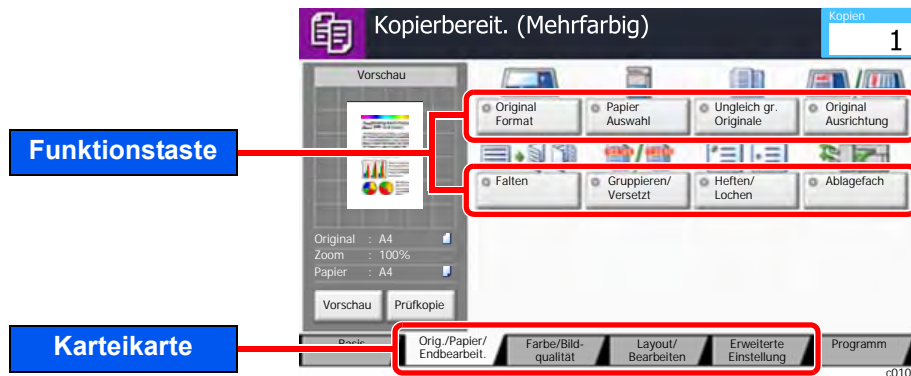 Kopierbereit. (Mehrfarbig)
Kopien
1
Vorschau
Original
Format
Papier
Auswahl
Ungleich gr.
Originale
Original
Ausrichtung
Funktionstaste
Falten
Gruppieren/
Versetzt
Heften/
Lochen
Ablagefach
Original : A4
Zoom : 100%
Papier : A4
Vorschau
Prüfkopie
Karteikarte
Basis
Orig./Papier/
Endbearbeit.
Farbe/Bild-
qualität
Layout/
Bearbeiten
Erweiterte
Einstellung
Programm
c010